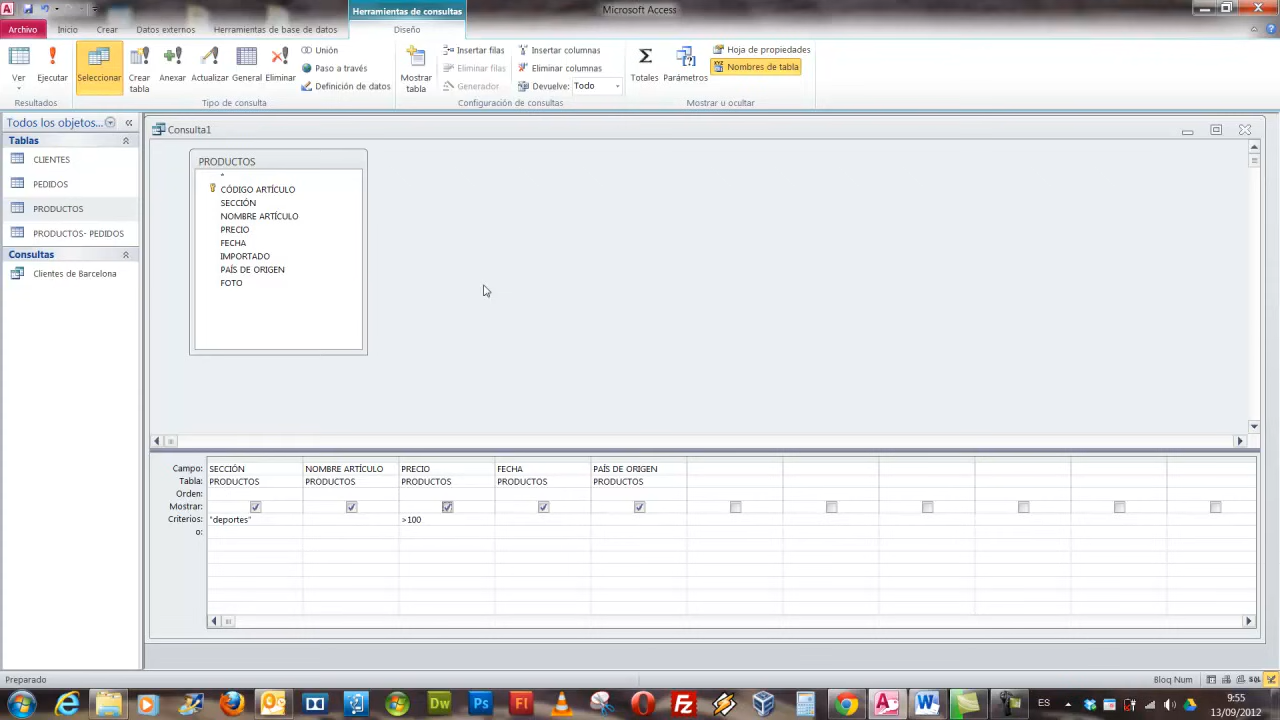 Herramientas de consultas
Microsoft Access
Archivo Inicio Crear Datos externos Herramientas de base de datos Diseño
Ver Ejecutar Seleccionar Crear tabla Anexar Actualizar General Eliminar
Unión
Paso a través
Definición de datos
Mostrar tabla
Insertar filas
Eliminar filas
Generador
Insertar columnas
Eliminar columnas
Devuelve: Todo
Totales Parámetros
Hoja de propiedades
Nombres de tabla
Resultados Tipo de consulta Configuración de consultas Mostrar u ocultar
Todos los objetos...
Tablas
CLIENTES
PEDIDOS
PRODUCTOS
PRODUCTOS- PEDIDOS
Consultas
Clientes de Barcelona
Consulta1
PRODUCTOS
*
CÓDIGO ARTÍCULO
SECCIÓN
NOMBRE ARTÍCULO
PRECIO
FECHA
IMPORTADO
PAÍS DE ORIGEN
FOTO
Campo: SECCIÓN NOMBRE ARTÍCULO PRECIO FECHA PAÍS DE ORIGEN
Tabla: PRODUCTOS PRODUCTOS PRODUCTOS PRODUCTOS PRODUCTOS
Orden:
Mostrar:
Criterios: "deportes" >100
o:
Preparado
Bloq Num
SQL
Dw Ps Fl Fz W
ES
9:55
13/09/2012